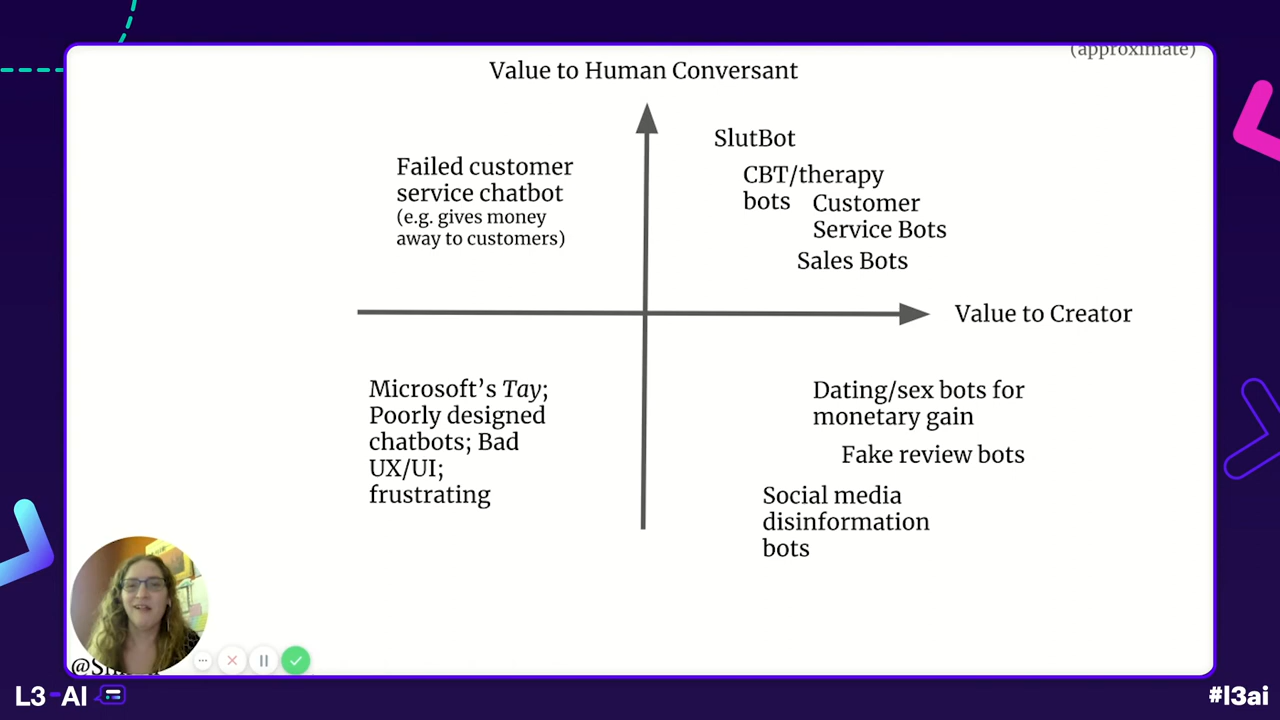 (approximate)
Value to Human Conversant
SlutBot
Failed customer
service chatbot
(e.g. gives money
away to customers)
CBT/therapy
bots
Customer
Service Bots
Sales Bots
Value to Creator
Microsoft's Tay;
Poorly designed
chatbots; Bad
UX/UI;
frustrating
Dating/sex bots for
monetary gain
Fake review bots
Social media
disinformation
bots
L3-AI
#l3ai